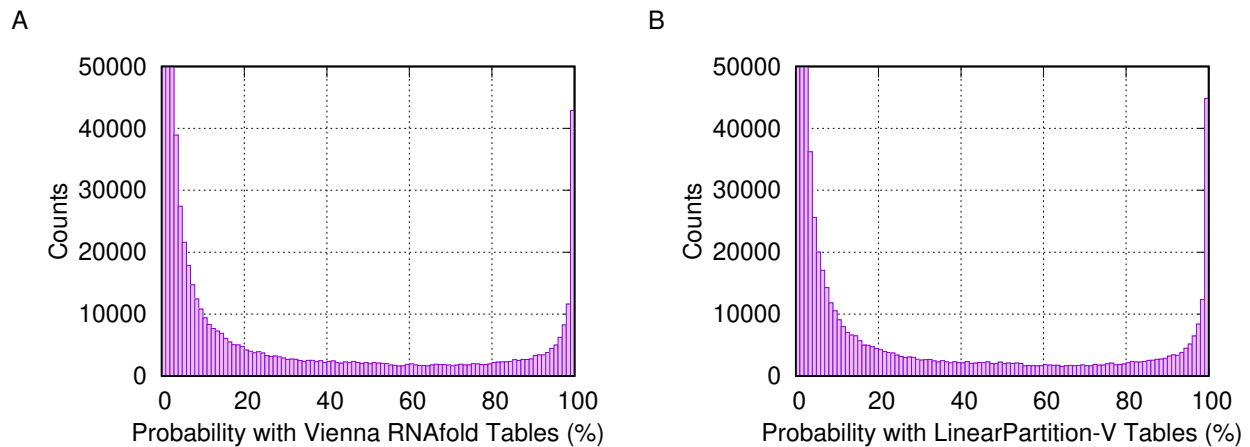 A
B
50000
40000
30000
20000
10000
0
Counts
0 20 40 60 80 100
Probability with Vienna RNAfold Tables (%)
50000
40000
30000
20000
10000
0
Counts
0 20 40 60 80 100
Probability with LinearPartition-V Tables (%)